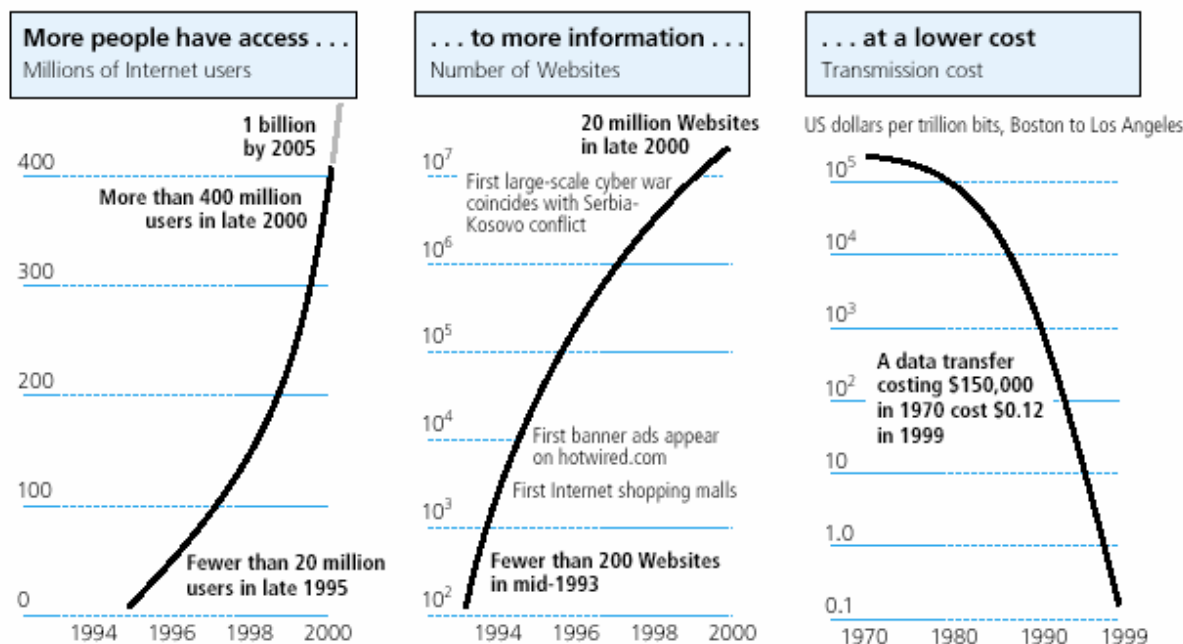 More people have access . . .
Millions of Internet users
1 billion
by 2005
400
More than 400 million
users in late 2000
300
200
100
Fewer than 20 million
users in late 1995
0
1994 1996 1998 2000
. . . to more information . . .
Number of Websites
20 million Websites
in late 2000
10⁷
First large-scale cyber war
coincides with Serbia-
Kosovo conflict
10⁶
10⁵
10⁴
First banner ads appear
on hotwired.com
First Internet shopping malls
10³
Fewer than 200 Websites
in mid-1993
10²
1994 1996 1998 2000
. . . at a lower cost
Transmission cost
US dollars per trillion bits, Boston to Los Angeles
10⁵
10⁴
10³
A data transfer
costing $150,000
in 1970 cost $0.12
in 1999
10²
10
1.0
0.1
1970 1980 1990 1999